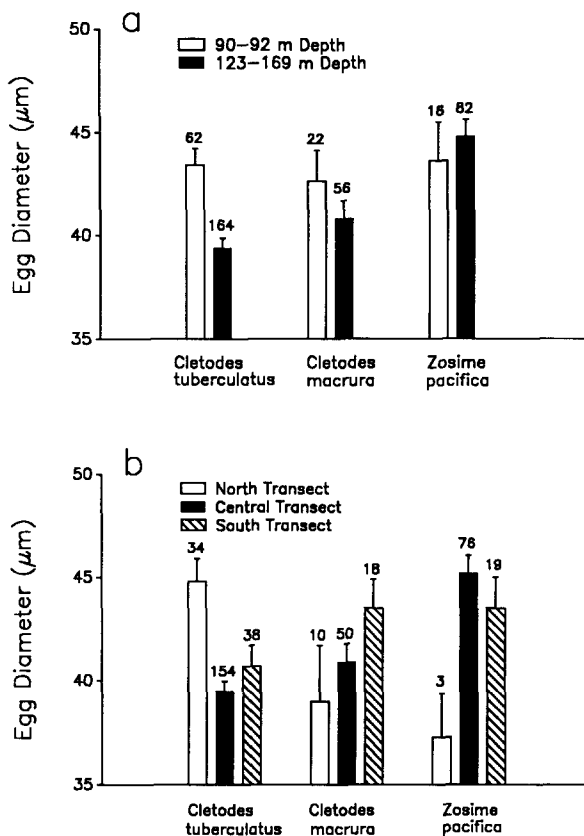 a
90–92 m Depth
123–169 m Depth
Egg Diameter (μm)
50
45
40
35
62
164
22
56
18
82
Cletodes
tuberculatus
Cletodes
macrura
Zosime
pacifica
b
North Transect
Central Transect
South Transect
Egg Diameter (μm)
50
45
40
35
34
154
38
10
50
18
3
78
19
Cletodes
tuberculatus
Cletodes
macrura
Zosime
pacifica